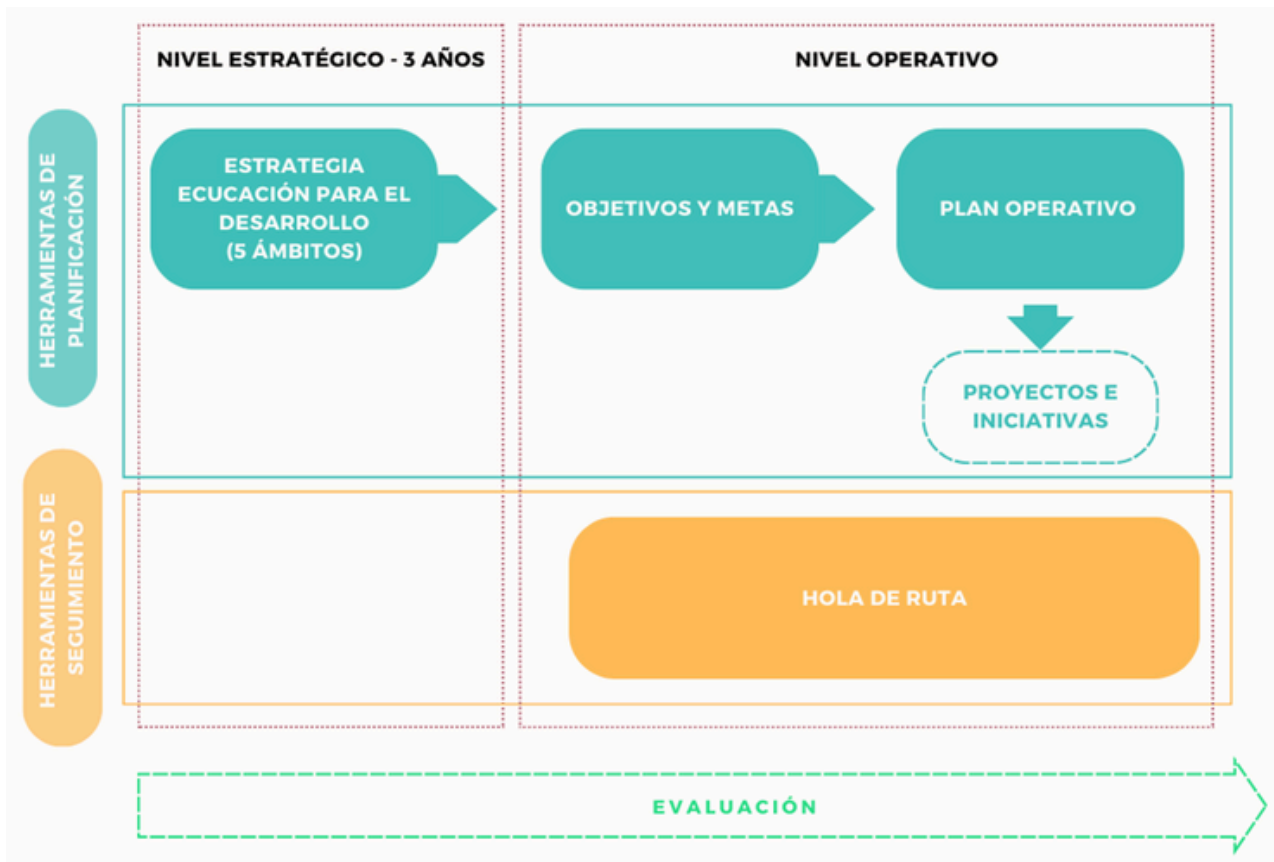 NIVEL ESTRATÉGICO - 3 AÑOS
NIVEL OPERATIVO
HERRAMIENTAS DE
PLANIFICACIÓN
ESTRATEGIA
ECUCACIÓN PARA EL
DESARROLLO
(5 ÁMBITOS)
OBJETIVOS Y METAS
PLAN OPERATIVO
PROYECTOS E
INICIATIVAS
HERRAMIENTAS DE
SEGUIMIENTO
HOLA DE RUTA
EVALUACIÓN